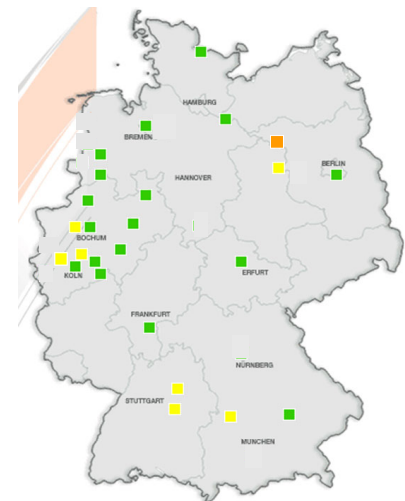 HAMBURG
BREMEN
BERLIN
HANNOVER
BOCHUM
KÖLN
ERFURT
FRANKFURT
NÜRNBERG
STUTTGART
MÜNCHEN